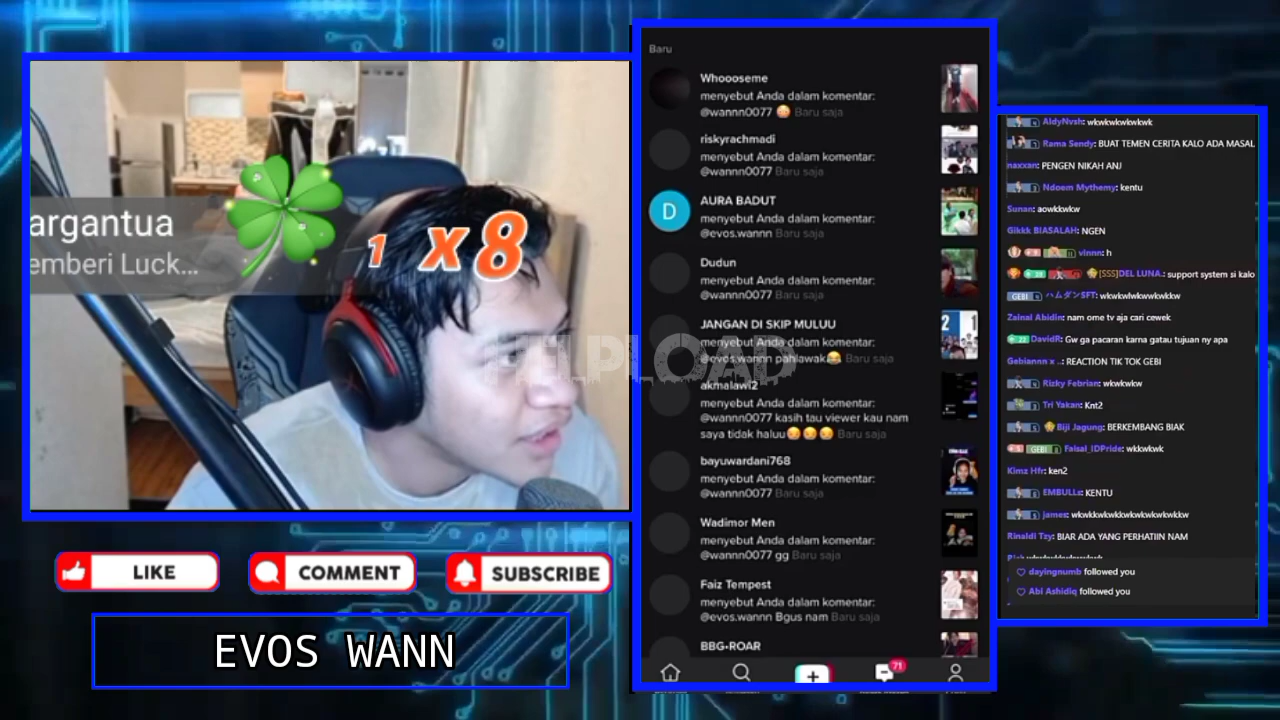 argantua
emberi Luck...
1 x8
LIKE
COMMENT
SUBSCRIBE
EVOS WANN
Baru
Whoooseme
menyebut Anda dalam komentar:
@wannn0077 😳 Baru saja
riskyrachmadi
menyebut Anda dalam komentar:
@wannn0077 Baru saja
D
AURA BADUT
menyebut Anda dalam komentar:
@evos.wannn Baru saja
Dudun
menyebut Anda dalam komentar:
@wannn0077 Baru saja
JANGAN DI SKIP MULUU
menyebut Anda dalam komentar:
@evos.wannn pahlawak😂 Baru saja
2 1
akmalawl2
menyebut Anda dalam komentar:
@wannn0077 kasih tau viewer kau nam
saya tidak haluu Baru saja
bayuwardani768
menyebut Anda dalam komentar:
@wannn0077 Baru saja
Wadimor Men
menyebut Anda dalam komentar:
@wannn0077 gg Baru saja
Faiz Tempest
menyebut Anda dalam komentar:
@evos.wannn Bgus nam Baru saja
BBG•ROAR
71
AldyNvsh: wkwkwkwkwkwk
Rama Sendy: BUAT TEMEN CERITA KALO ADA MASAL
naxxan: PENGEN NIKAH ANJ
Ndoem Mythemy: kentu
Sunan: aowkkwkw
Gikkk BIASALAH: NGEN
vinnn: h
[SSS]DEL LUNA.: support system si kalo
GEBI ハムダンSFT: wkwkwlwkwwkwkkw
Zainal Abidin: nam ome tv aja cari cewek
22 DavidR: Gw ga pacaran karna gatau tujuan ny apa
Gebiannn x ..: REACTION TIK TOK GEBI
Rizky Febrian: wkwkwkw
Tri Yakan: Knt2
Biji Jagung: BERKEMBANG BIAK
GEBI Faisal_IDPride: wkkwkwk
Kimz Hfr: ken2
EMBULLs: KENTU
james: wkwkkwkwkkwkwkwkwkwkkw
Rinaldi Tzy: BIAR ADA YANG PERHATIIN NAM
dayingnumb followed you
Abi Ashidiq followed you